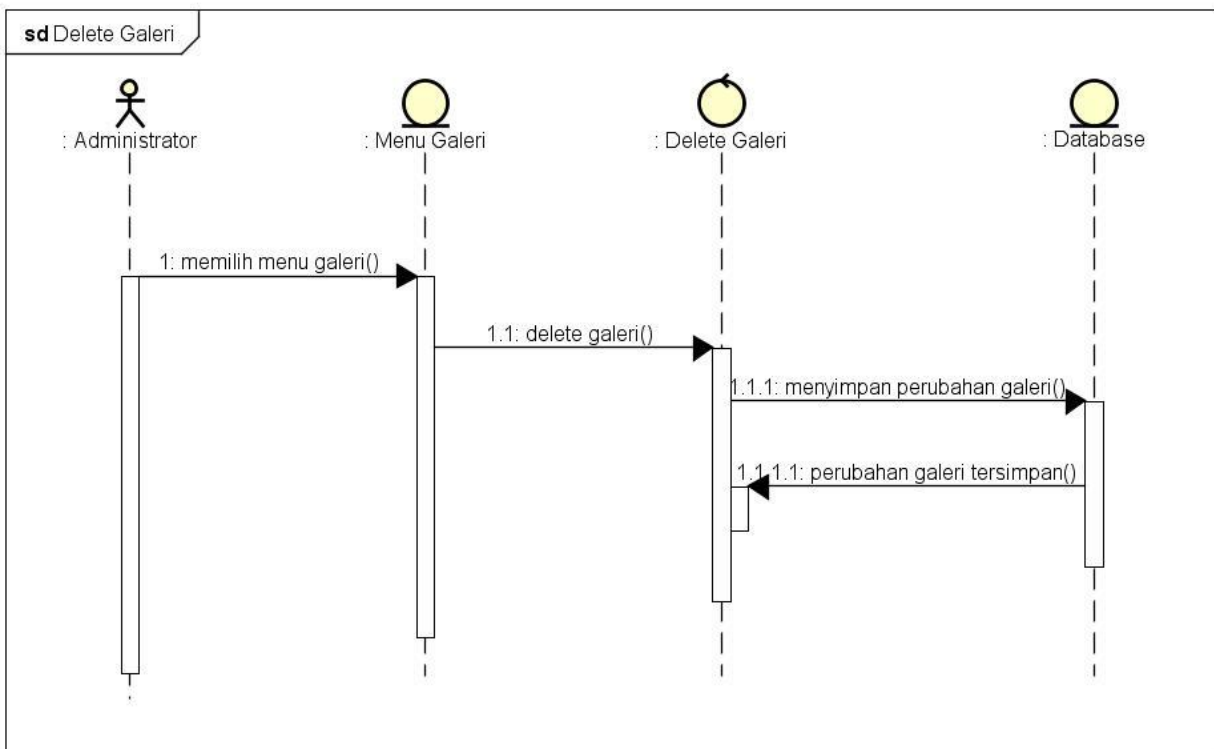 sd Delete Galeri
: Administrator
: Menu Galeri
: Delete Galeri
: Database
1: memilih menu galeri()
1.1: delete galeri()
1.1.1: menyimpan perubahan galeri()
1.1.1.1: perubahan galeri tersimpan()